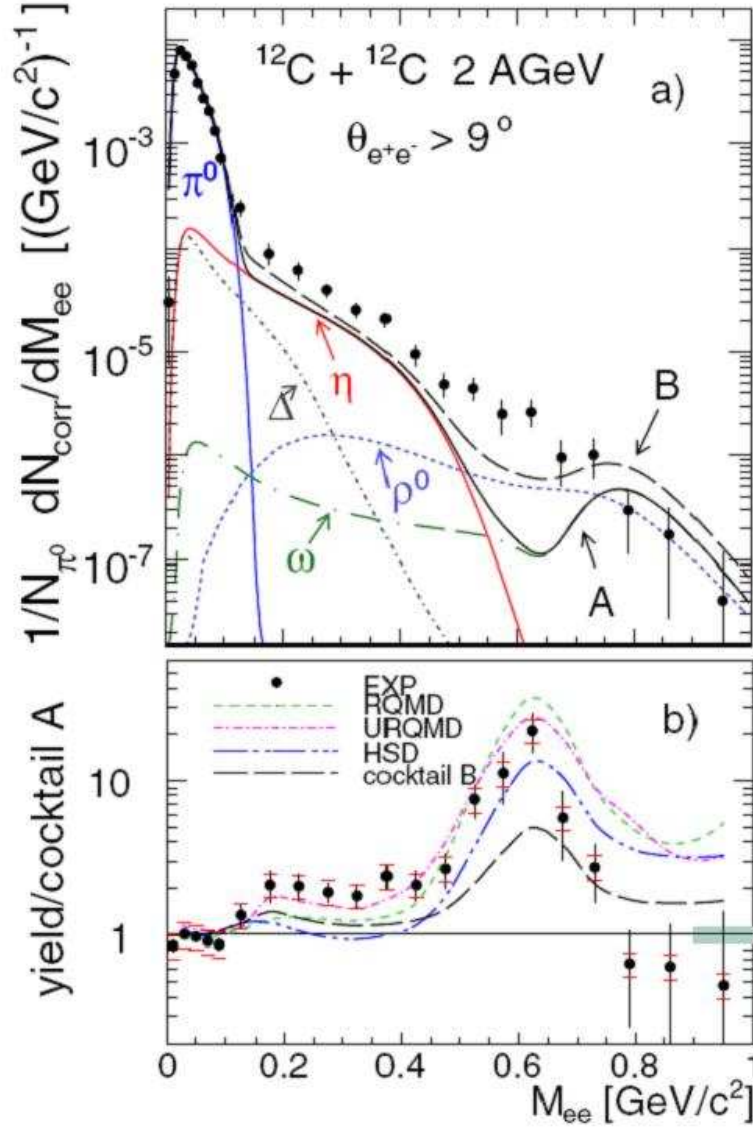 ¹²C + ¹²C 2 AGeV
a)
θe⁺e⁻ > 9°
1/Nπ⁰ dNcorr/dMee [(GeV/c²)⁻¹]
10⁻³
10⁻⁵
10⁻⁷
π⁰
η
Δ
ρ⁰
ω
B
A
b)
EXP
RQMD
URQMD
HSD
cocktail B
yield/cocktail A
10
1
0 0.2 0.4 0.6 0.8 1
Mee [GeV/c²]